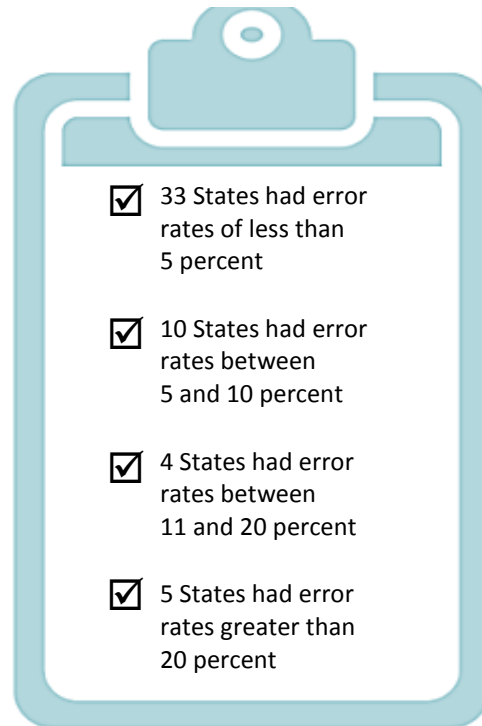 33 States had error
rates of less than
5 percent
10 States had error
rates between
5 and 10 percent
4 States had error
rates between
11 and 20 percent
5 States had error
rates greater than
20 percent